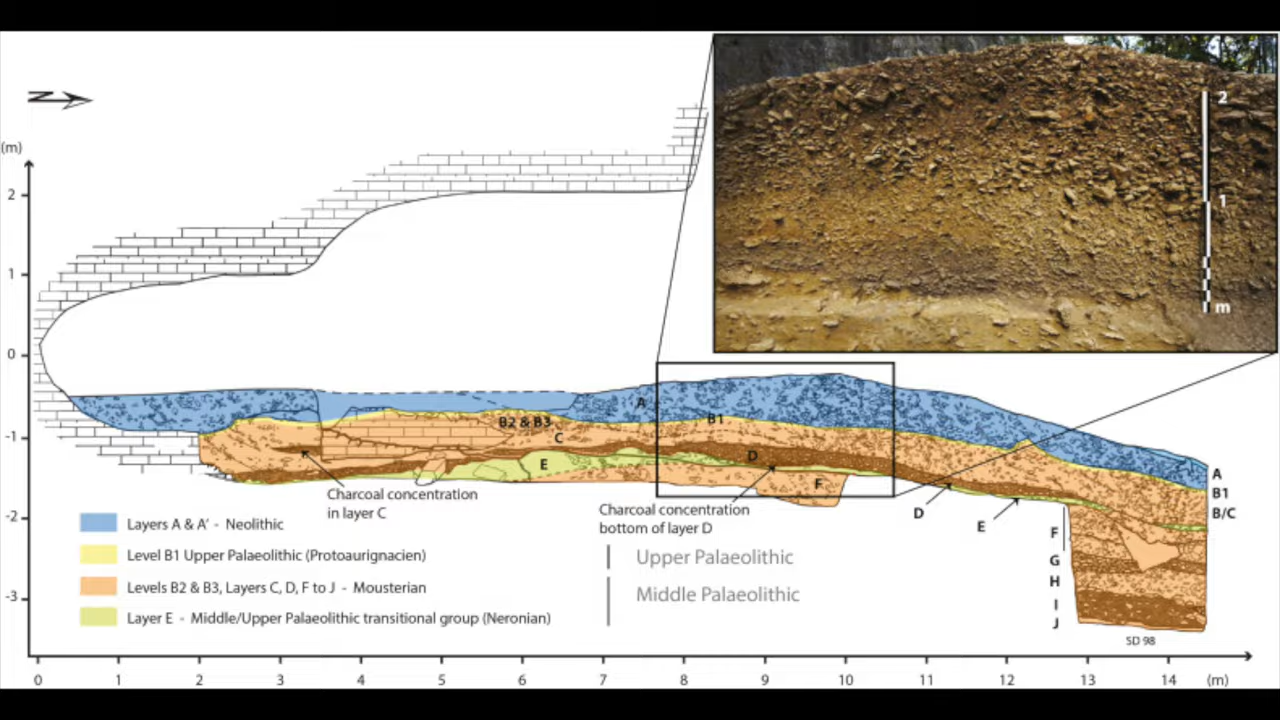 N
(m)
2
1
0
-1
-2
-3
2
1
m
A
B1
B2 & B3
C
D
E
F
Charcoal concentration
in layer C
Charcoal concentration
bottom of layer D
D
E
A
B1
B/C
F
G
H
I
J
SD 98
Layers A & A' - Neolithic
Level B1 Upper Palaeolithic (Protoaurignacien)
Levels B2 & B3, Layers C, D, F to J - Mousterian
Layer E - Middle/Upper Palaeolithic transitional group (Neronian)
Upper Palaeolithic
Middle Palaeolithic
0 1 2 3 4 5 6 7 8 9 10 11 12 13 14 (m)